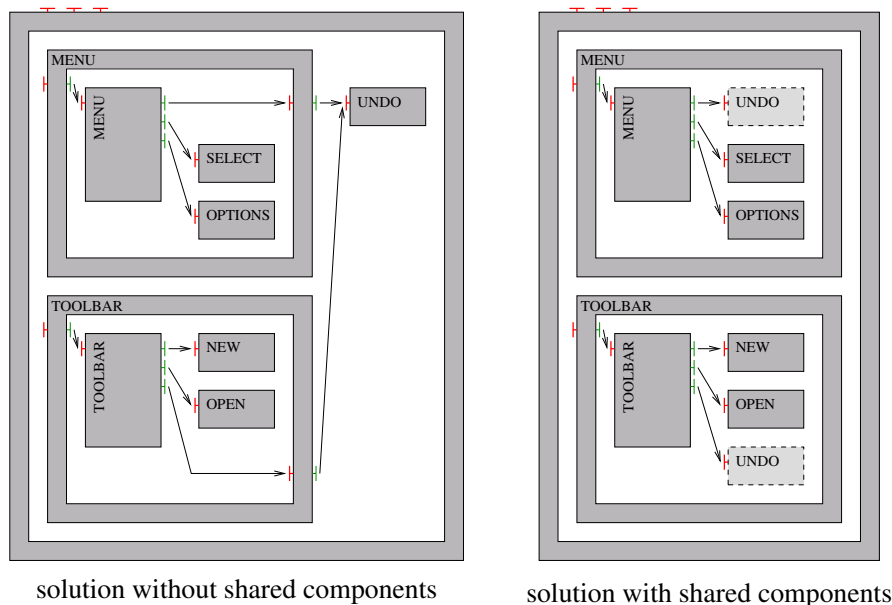 MENU
MENU
UNDO
SELECT
OPTIONS
TOOLBAR
TOOLBAR
NEW
OPEN
solution without shared components
MENU
MENU
UNDO
SELECT
OPTIONS
TOOLBAR
TOOLBAR
NEW
OPEN
UNDO
solution with shared components